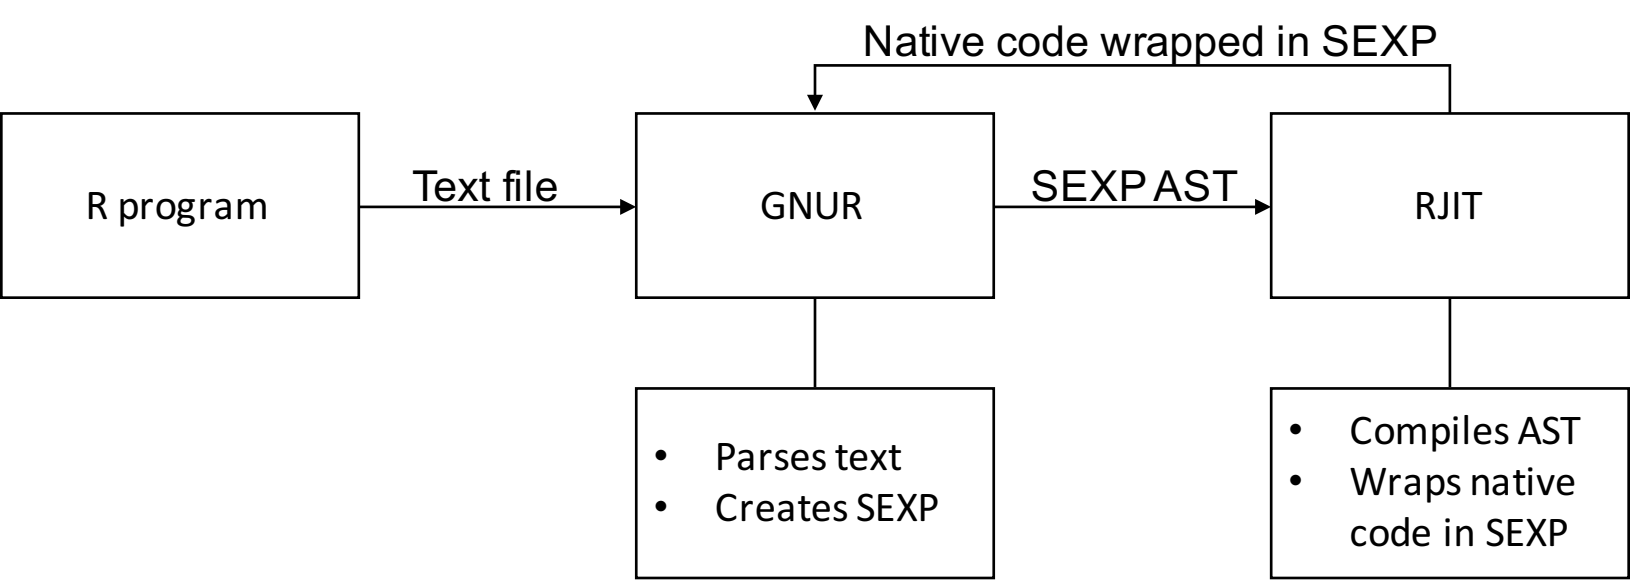 Native code wrapped in SEXP
R program
Text file
GNUR
SEXP AST
RJIT
• Parses text
• Creates SEXP
• Compiles AST
• Wraps native
code in SEXP